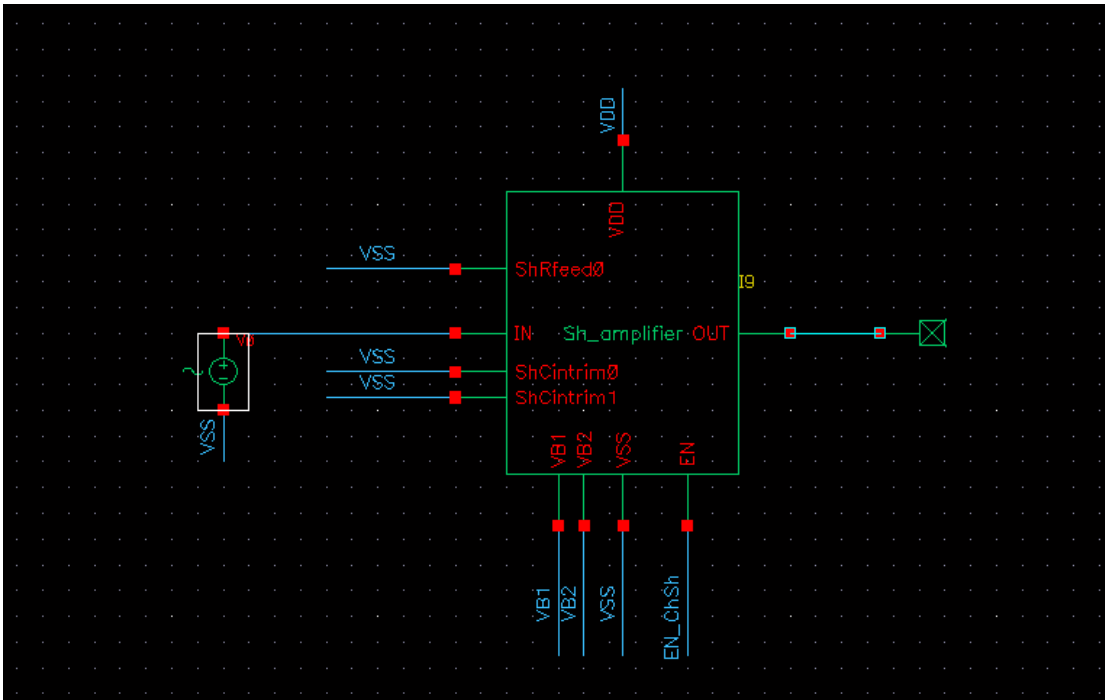 VDD
VDD
VSS
ShRfeed0
I9
V0
IN
Sh_amplifier
OUT
VSS
ShCintrim0
VSS
ShCintrim1
VSS
VB1
VB2
VSS
EN
VB1
VB2
VSS
EN_ChSh